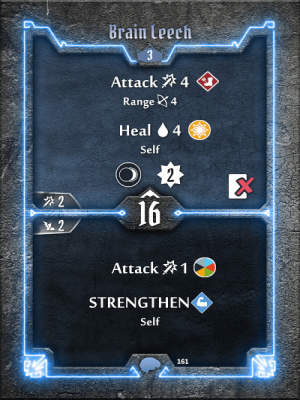 Brain Leech
3
Attack 4
Range 4
Heal 4
Self
2
2
16
2
Attack 1
STRENGTHEN
Self
161